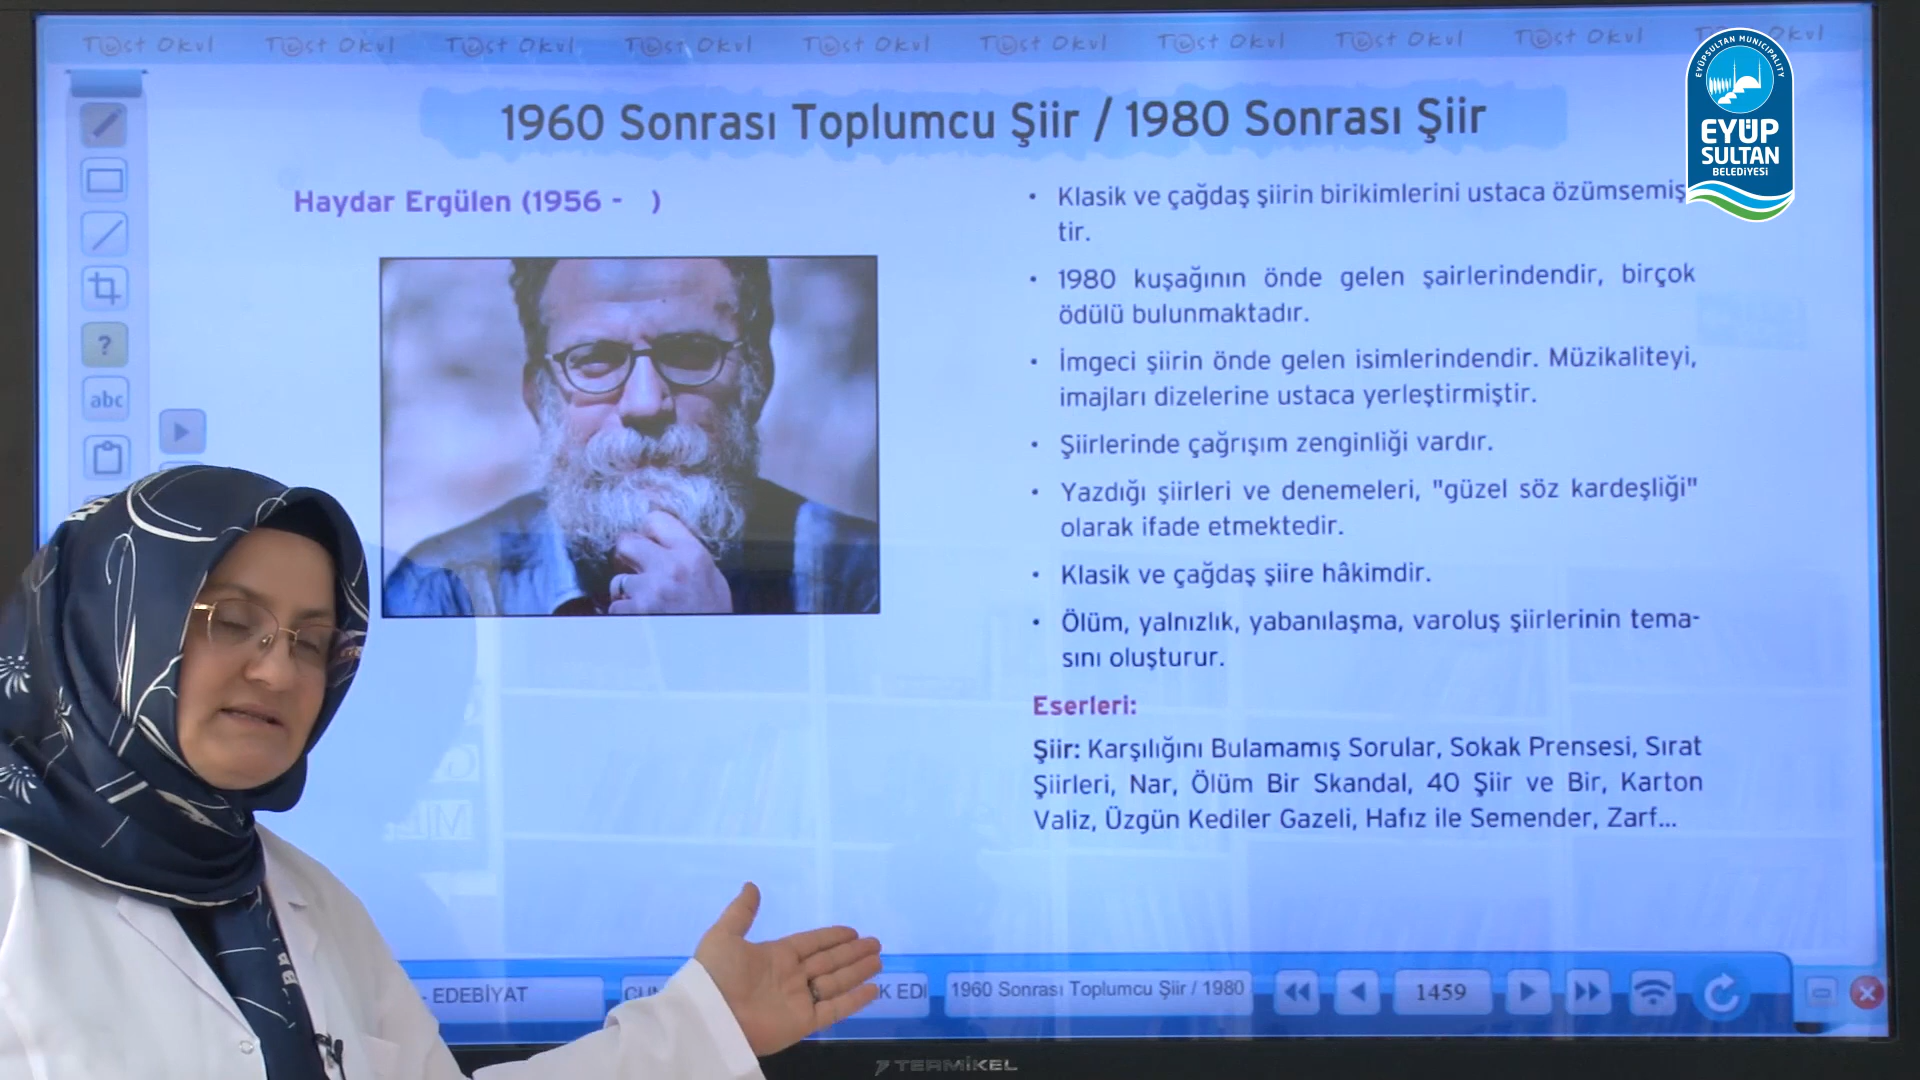 Test Okul Test Okul Test Okul Test Okul Test Okul Test Okul Test Okul Test Okul Test Okul
EYÜPSULTAN MUNICIPALITY
EYÜP
SULTAN
BELEDİYESİ
1960 Sonrası Toplumcu Şiir / 1980 Sonrası Şiir
Haydar Ergülen (1956 - )
• Klasik ve çağdaş şiirin birikimlerini ustaca özümsemiş
tir.
• 1980 kuşağının önde gelen şairlerindendir, birçok
ödülü bulunmaktadır.
• İmgeci şiirin önde gelen isimlerindendir. Müzikaliteyi,
imajları dizelerine ustaca yerleştirmiştir.
• Şiirlerinde çağrışım zenginliği vardır.
• Yazdığı şiirleri ve denemeleri, "güzel söz kardeşliği"
olarak ifade etmektedir.
• Klasik ve çağdaş şiire hâkimdir.
• Ölüm, yalnızlık, yabanılaşma, varoluş şiirlerinin tema-
sını oluşturur.
Eserleri:
Şiir: Karşılığını Bulamamış Sorular, Sokak Prensesi, Sırat
Şiirleri, Nar, Ölüm Bir Skandal, 40 Şiir ve Bir, Karton
Valiz, Üzgün Kediler Gazeli, Hafız ile Semender, Zarf...
?
abc
- EDEBİYAT
K EDI
1960 Sonrası Toplumcu Şiir / 1980
1459
TERMİKEL